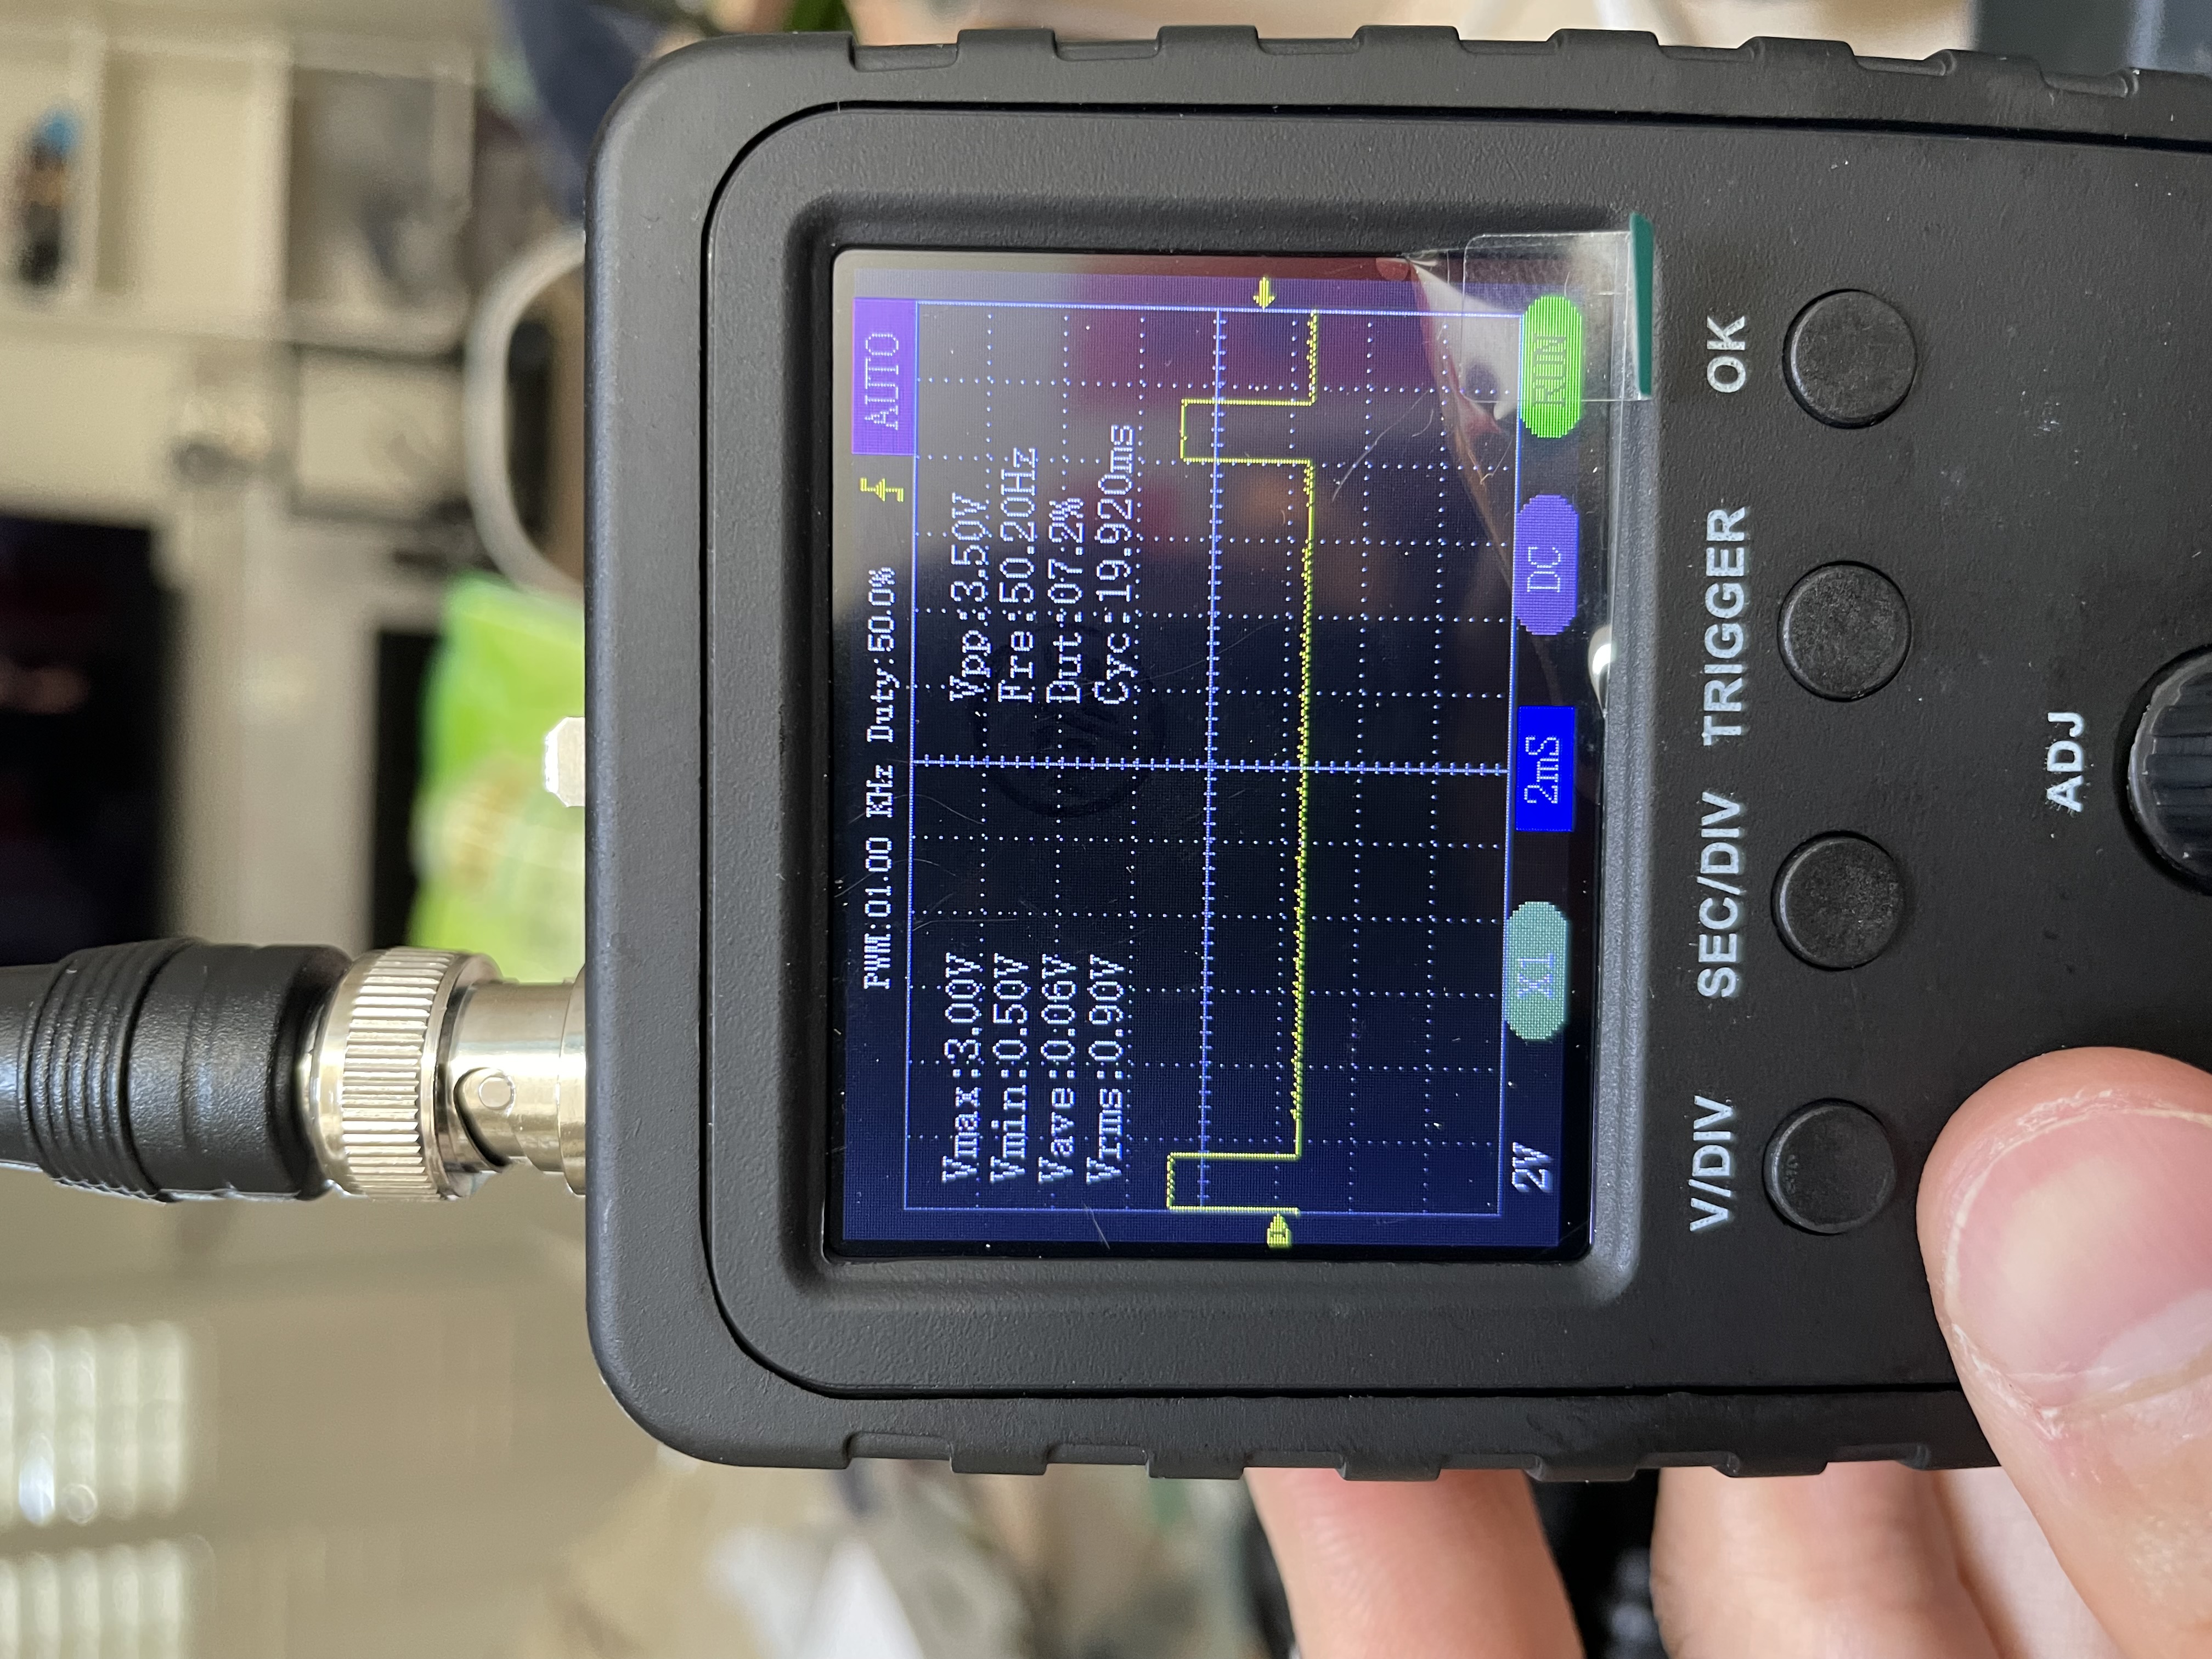 PWM:01.00 KHz Duty:50.0% AUTO
Vmax:3.00V Vpp:3.50V
Vmin:0.50V Fre:50.20Hz
Vave:0.06V Dut:07.2%
Vrms:0.90V Cyc:19.920ms
1
2V X1 2mS DC RUN
V/DIV SEC/DIV TRIGGER OK
ADJ